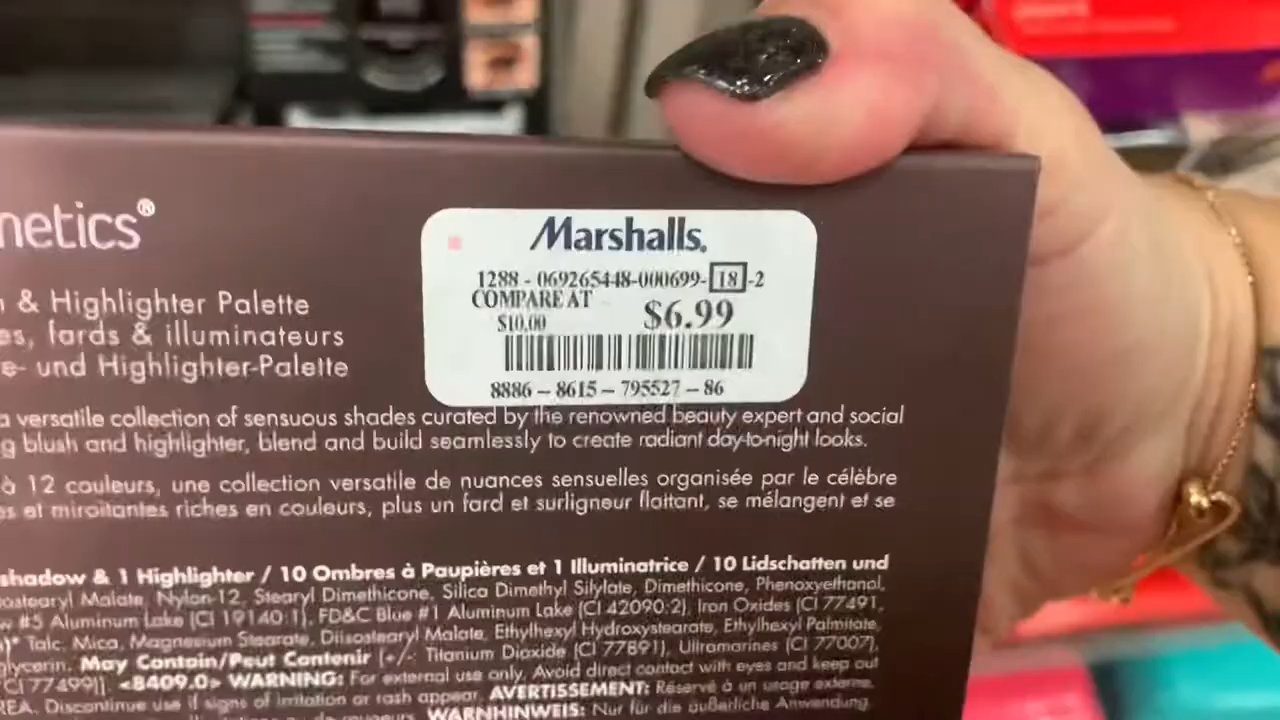 netics®
& Highlighter Palette
es, fards & illuminateurs
e- und Highlighter-Palette
Marshalls.
1288 - 069265448-000699-18-2
COMPARE AT
$10.00
$6.99
8886 - 8615 - 795527 - 86
a versatile collection of sensuous shades curated by the renowned beauty expert and social
g blush and highlighter, blend and build seamlessly to create radiant day-to-night looks.
à 12 couleurs, une collection versatile de nuances sensuelles organisée par le célèbre
es et miroitantes riches en couleurs, plus un fard et surligneur flattant, se mélangent et se
shadow & 1 Highlighter / 10 Ombres à Paupières et 1 Illuminatrice / 10 Lidschatten und
ostearyl Malate, Nylon-12, Stearyl Dimethicone, Silica Dimethyl Silylate, Dimethicone, Phenoxyethanol,
w #5 Aluminum Lake (CI 19140:1), FD&C Blue #1 Aluminum Lake (CI 42090:2), Iron Oxides (CI 77491,
)* Talc, Mica, Magnesium Stearate, Diisostearyl Malate, Ethylhexyl Hydroxystearate, Ethylhexyl Palmitate,
lycerin. May Contain/Peut Contenir (+/-: Titanium Dioxide (CI 77891), Ultramarines (CI 77007),
CI 77499)]. <8409.0> WARNING: For external use only. Avoid direct contact with eyes and keep out
REA. Discontinue use if signs of irritation or rash appear. AVERTISSEMENT: Réservé à un usage externe.
WARNHINWEIS: Nur für die äußerliche Anwendung.